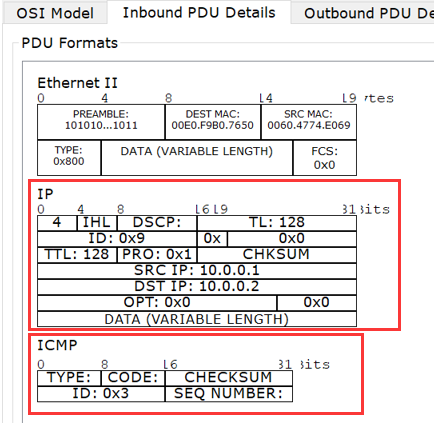 OSI Model Inbound PDU Details Outbound PDU De
PDU Formats
Ethernet II
0 4 8 14 19 Bytes
PREAMBLE: 101010...1011 DEST MAC: 00E0.F9B0.7650 SRC MAC: 0060.4774.E069
TYPE: 0x800 DATA (VARIABLE LENGTH) FCS: 0x0
IP
0 4 8 16 19 31 Bits
4 IHL DSCP: TL: 128
ID: 0x9 0x 0x0
TTL: 128 PRO: 0x1 CHKSUM
SRC IP: 10.0.0.1
DST IP: 10.0.0.2
OPT: 0x0 0x0
DATA (VARIABLE LENGTH)
ICMP
0 8 16 31 Bits
TYPE: CODE: CHECKSUM
ID: 0x3 SEQ NUMBER: